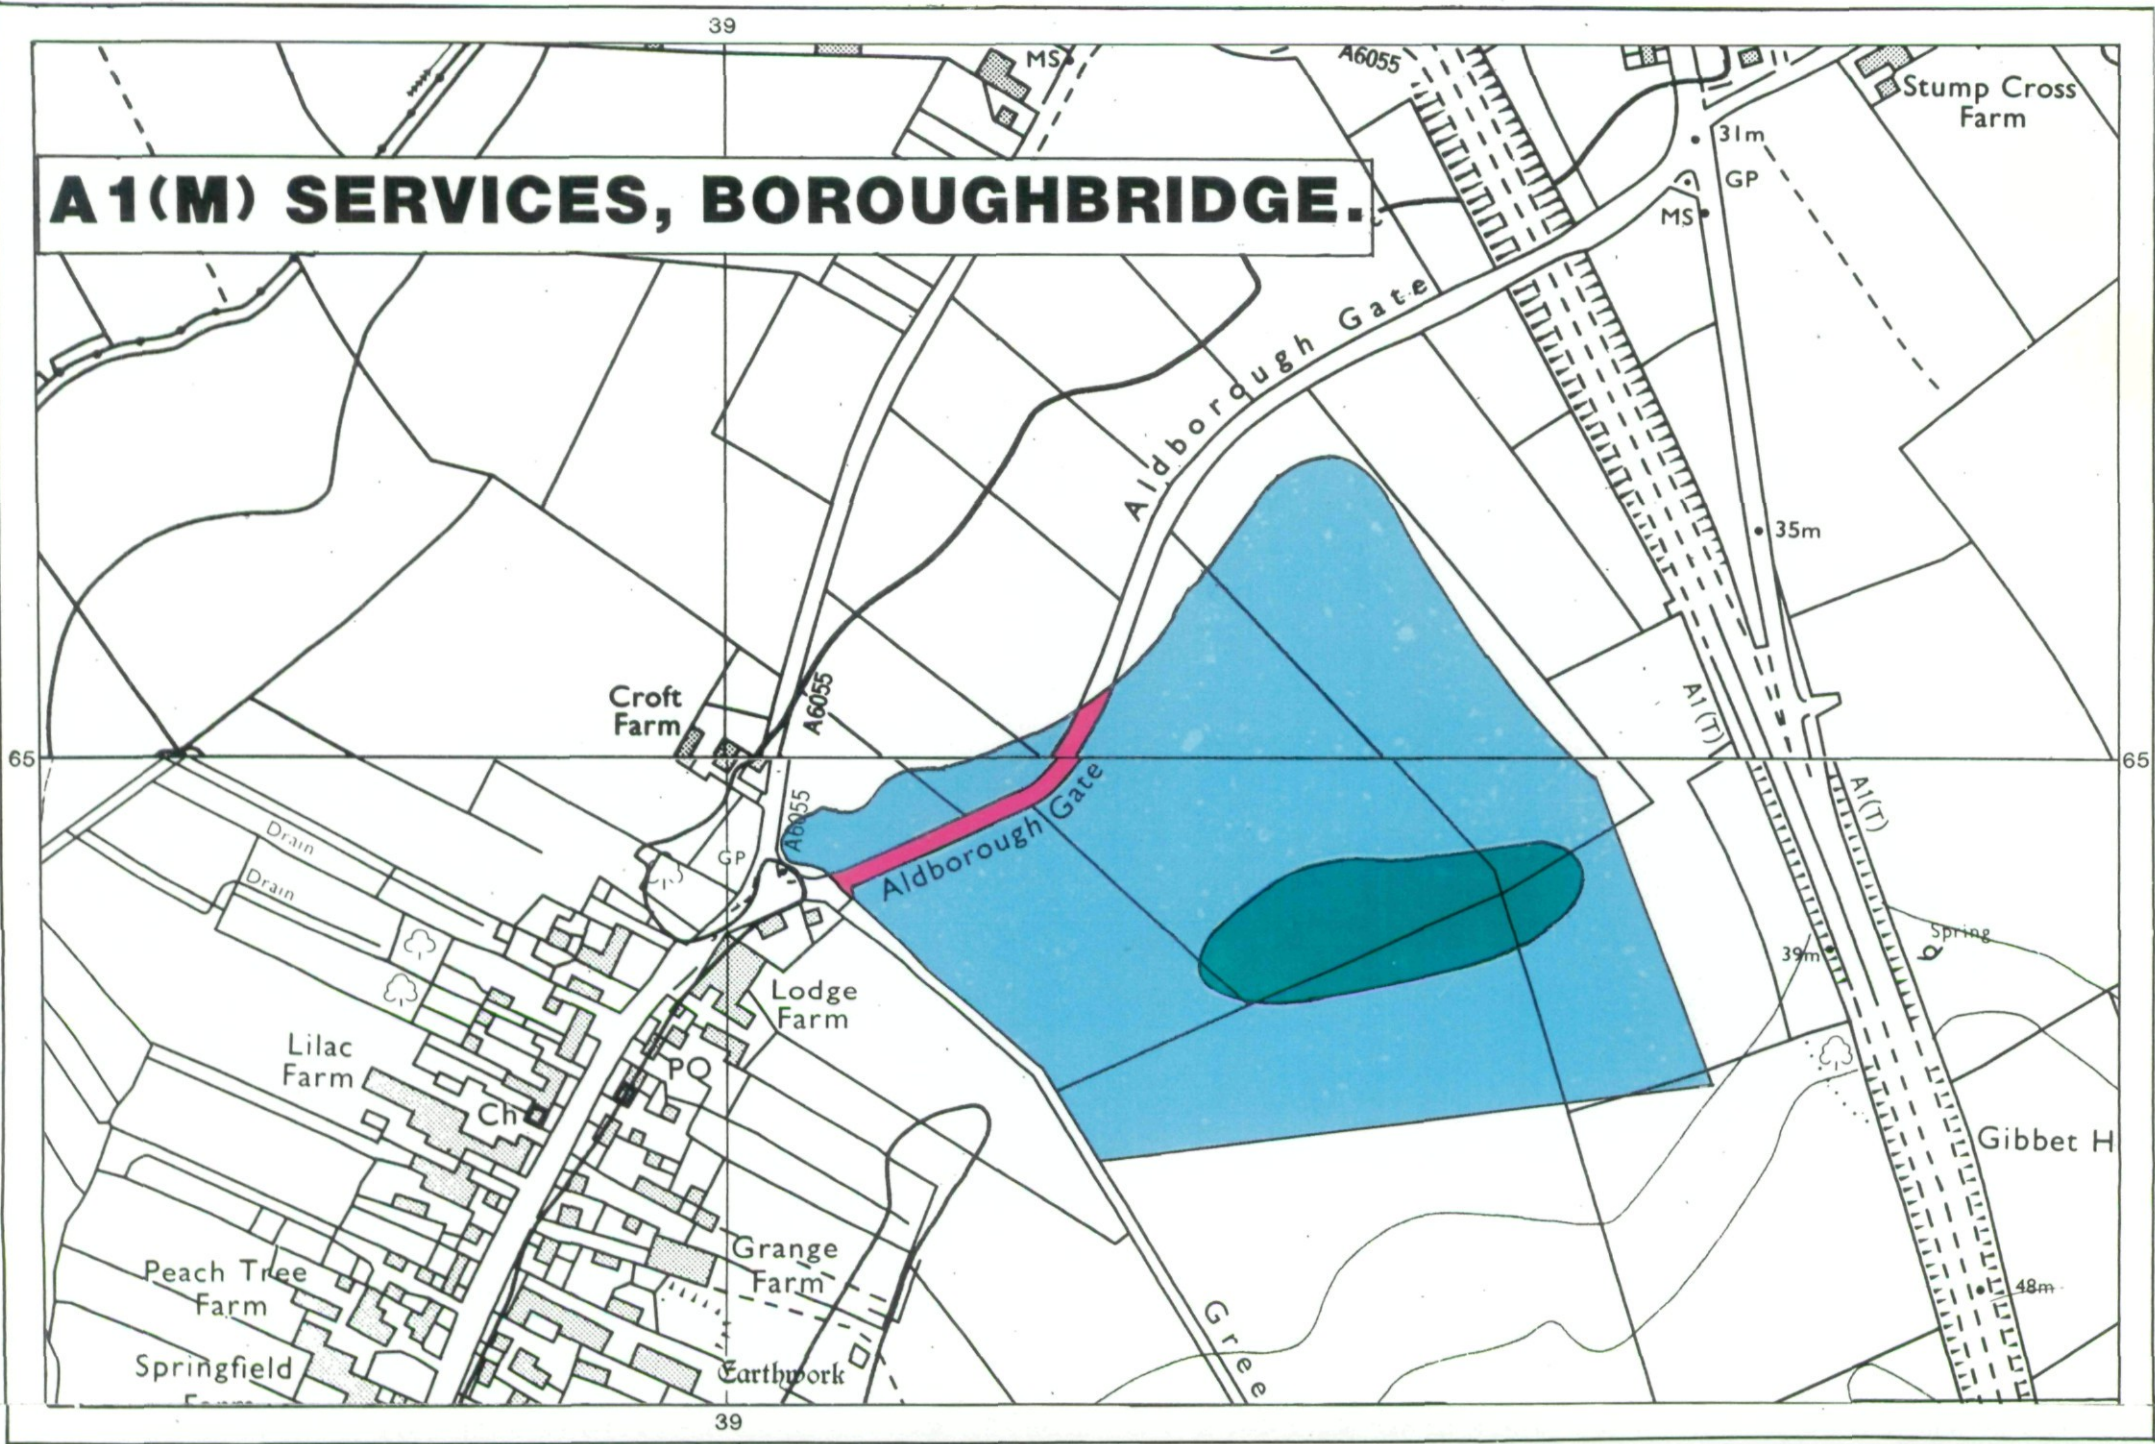 39
MS
A6055
Stump Cross
Farm
31m
GP
MS
A1(M) SERVICES, BOROUGHBRIDGE.
Aldborough Gate
35m
Croft
Farm
A6055
A1(T)
65
65
A6055
Aldborough Gate
A1(T)
Drain
Drain
GP
Spring
39m
Lodge
Farm
Lilac
Farm
PO
Ch
Gibbet H
Grange
Farm
Peach Tree
Farm
48m
Gree
Springfield
Earthwork
39